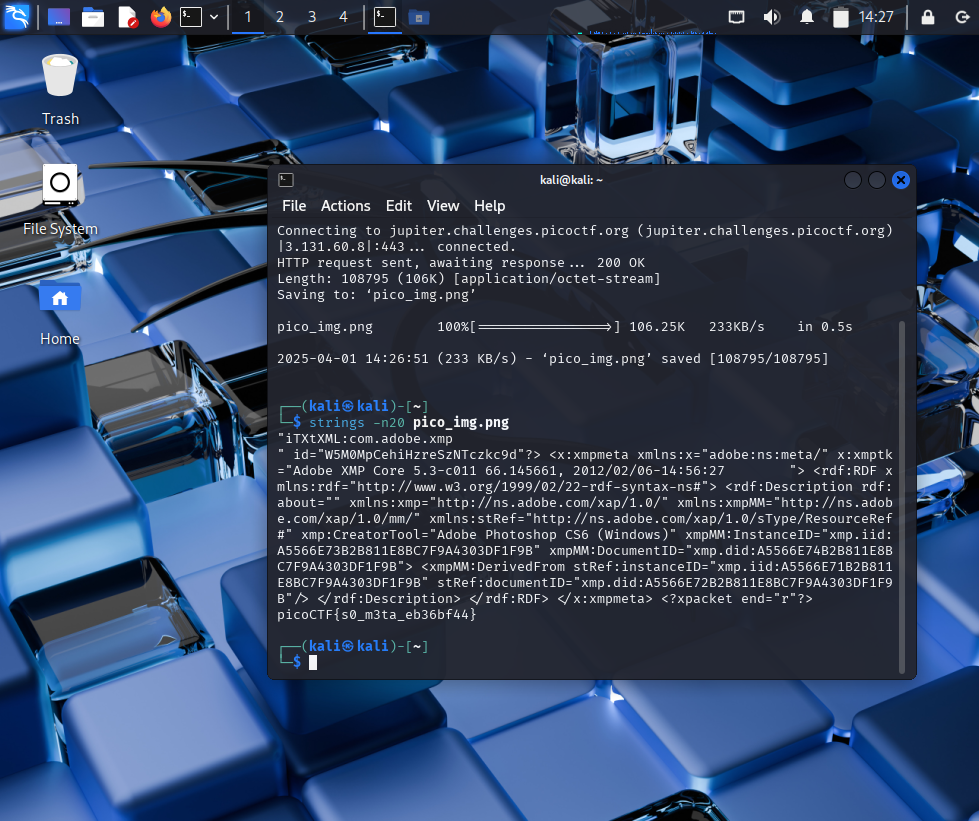 1 2 3 4 14:27
Trash
File System
Home
kali@kali: ~
File Actions Edit View Help
Connecting to jupiter.challenges.picoctf.org (jupiter.challenges.picoctf.org)
|3.131.60.8|:443... connected.
HTTP request sent, awaiting response... 200 OK
Length: 108795 (106K) [application/octet-stream]
Saving to: ‘pico_img.png’
pico_img.png 100%[================>] 106.25K 233KB/s in 0.5s
2025-04-01 14:26:51 (233 KB/s) - ‘pico_img.png’ saved [108795/108795]
┌──(kali㉿kali)-[~]
└─$ strings -n20 pico_img.png
"iTXtXML:com.adobe.xmp
" id="W5M0MpCehiHzreSzNTczkc9d"?> <x:xmpmeta xmlns:x="adobe:ns:meta/" x:xmptk
="Adobe XMP Core 5.3-c011 66.145661, 2012/02/06-14:56:27        "> <rdf:RDF x
mlns:rdf="http://www.w3.org/1999/02/22-rdf-syntax-ns#"> <rdf:Description rdf:
about="" xmlns:xmp="http://ns.adobe.com/xap/1.0/" xmlns:xmpMM="http://ns.adob
e.com/xap/1.0/mm/" xmlns:stRef="http://ns.adobe.com/xap/1.0/sType/ResourceRef
#" xmp:CreatorTool="Adobe Photoshop CS6 (Windows)" xmpMM:InstanceID="xmp.iid:
A5566E73B2B811E8BC7F9A4303DF1F9B" xmpMM:DocumentID="xmp.did:A5566E74B2B811E8B
C7F9A4303DF1F9B"> <xmpMM:DerivedFrom stRef:instanceID="xmp.iid:A5566E71B2B811
E8BC7F9A4303DF1F9B" stRef:documentID="xmp.did:A5566E72B2B811E8BC7F9A4303DF1F9
B"/> </rdf:Description> </rdf:RDF> </x:xmpmeta> <?xpacket end="r"?>
picoCTF{s0_m3ta_eb36bf44}
┌──(kali㉿kali)-[~]
└─$